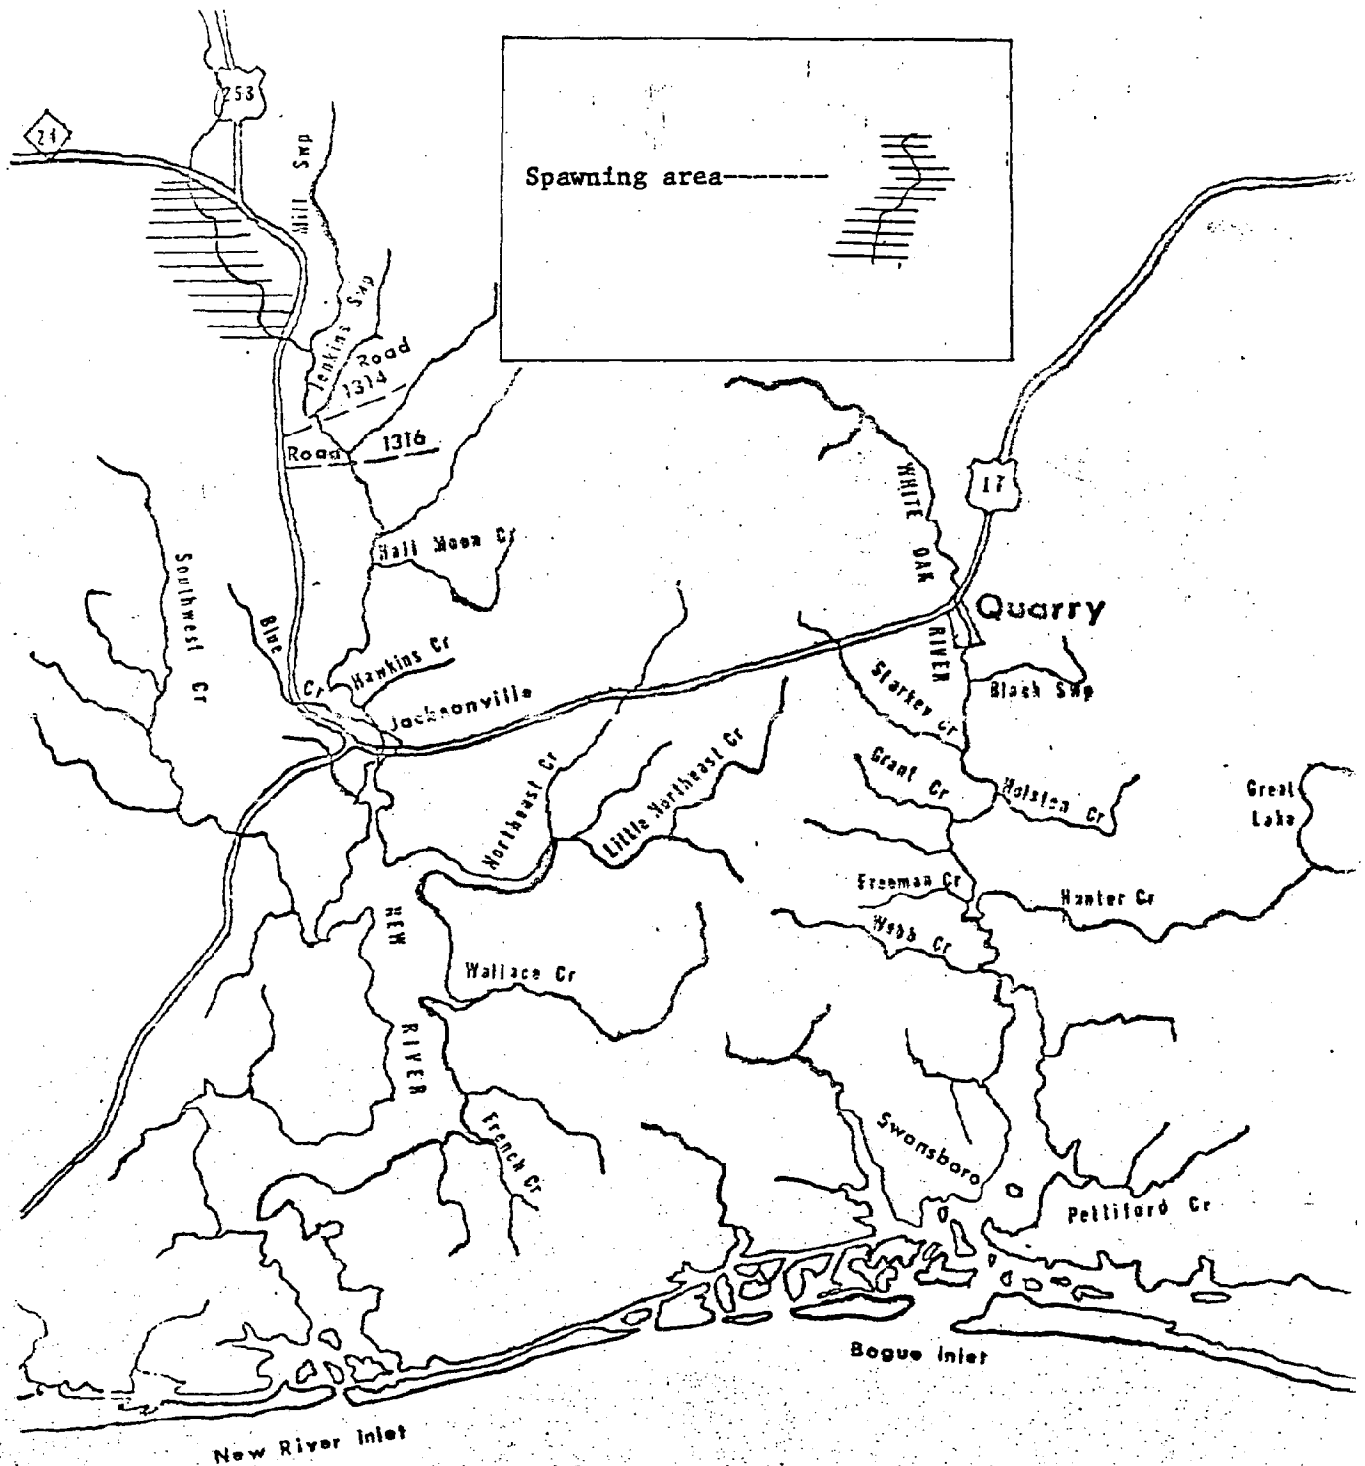 253
24
Mill Swp
Spawning area-------
Jenkins Swp
Road
1314
Road 1316
17
WHITE OAK RIVER
Half Moon Cr
Southwest Cr
Blue Cr
Hawkins Cr
Quarry
Black Swp
Jacksonville
Starkey Cr
Northeast Cr
Little Northeast Cr
Grant Cr
Holston Cr
Great
Lake
Freeman Cr
Hunter Cr
Webb Cr
NEW RIVER
Wallace Cr
French Cr
Swansboro
Pettiford Cr
Bogue Inlet
New River Inlet